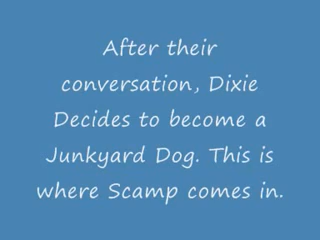 After their
conversation, Dixie
Decides to become a
Junkyard Dog. This is
where Scamp comes in.